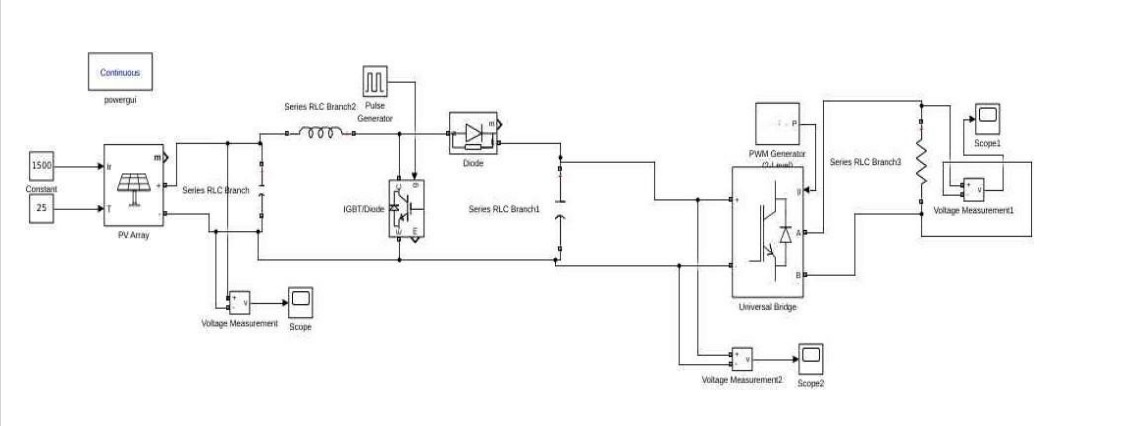 Continuous
powergui
Series RLC Branch2
Pulse
Generator
1500
Constant
25
Ir
T
m
+
-
PV Array
Series RLC Branch
IGBT/Diode
g
C
E
m
m
Diode
Series RLC Branch1
P
PWM Generator
(2-Level)
g
+
-
A
B
Universal Bridge
Series RLC Branch3
Scope1
+
-
v
Voltage Measurement1
+
-
v
Voltage Measurement
Scope
+
-
v
Voltage Measurement2
Scope2